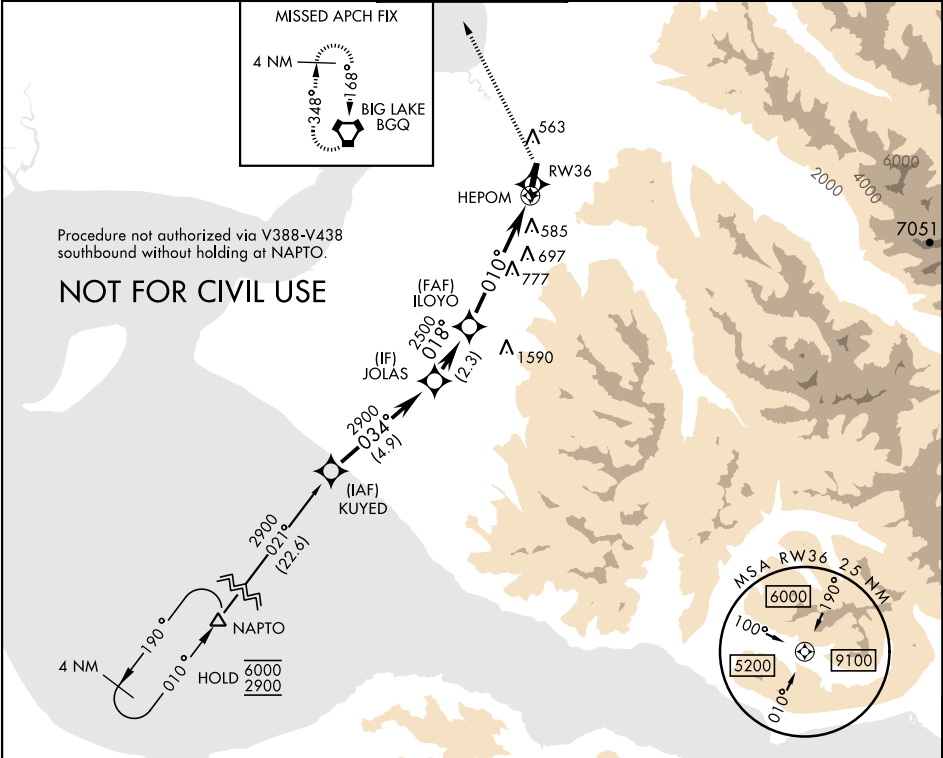 MISSED APCH FIX
4 NM
348°
168°
BIG LAKE
BGQ
563
RW36
HEPOM
6000
4000
2000
7051
585
697
777
010°
Procedure not authorized via V388-V438
southbound without holding at NAPTO.
NOT FOR CIVIL USE
(FAF)
ILOYO
2500
018°
(2.3)
1590
(IF)
JOLAS
2900
034°
(4.9)
(IAF)
KUYED
2900
021°
(22.6)
NAPTO
190°
010°
4 NM
HOLD
6000
2900
MSA RW36 25 NM
6000
190°
100°
5200
9100
010°